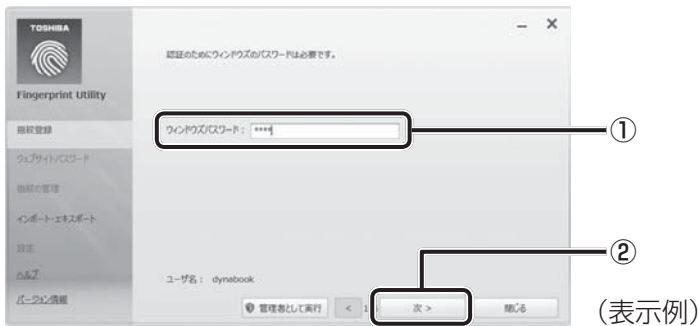 TOSHIBA
Fingerprint Utility
指紋登録
ウェブサイトパスワード
指紋の管理
インポート・エキスポート
設定
ヘルプ
バージョン情報
認証のためにウィンドウズのパスワードは必要です。
ウィンドウズパスワード： ****
①
②
ユーザ名： dynabook
管理者として実行 < 1 次 > 閉じる
（表示例）